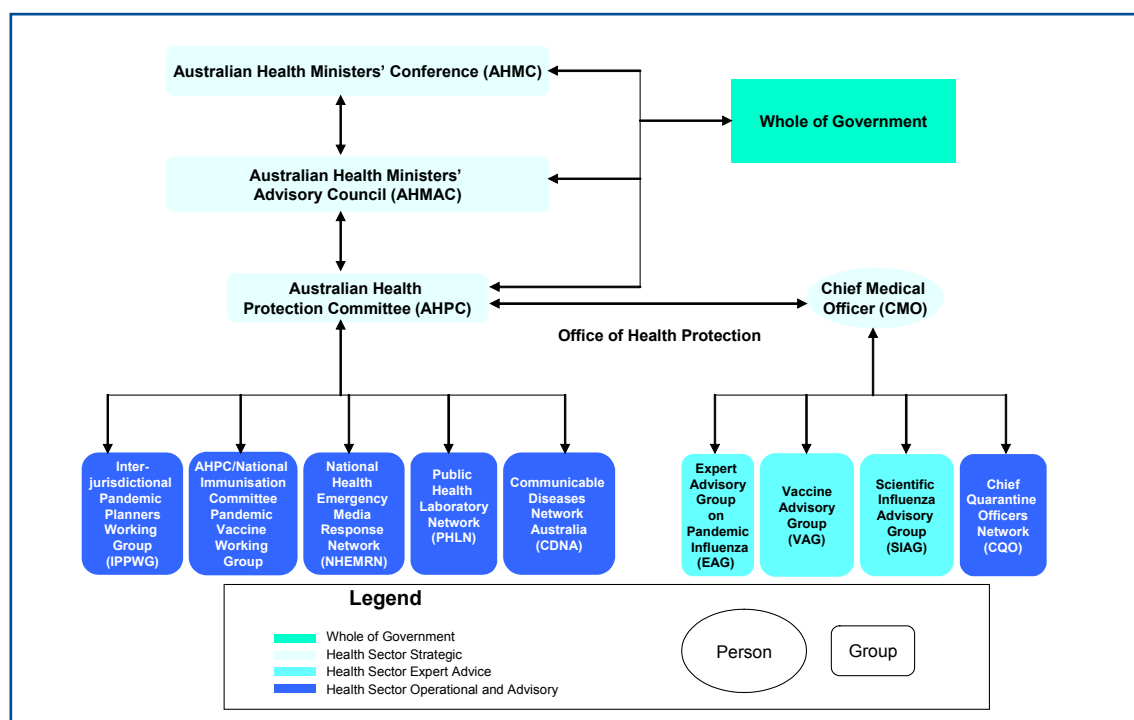 Australian Health Ministers' Conference (AHMC)
Whole of Government
Australian Health Ministers'
Advisory Council (AHMAC)
Australian Health
Protection Committee (AHPC)
Chief Medical
Officer (CMO)
Office of Health Protection
Inter-
jurisdictional
Pandemic
Planners
Working
Group
(IPPWG)
AHPC/National
Immunisation
Committee
Pandemic
Vaccine
Working
Group
National
Health
Emergency
Media
Response
Network
(NHEMRN)
Public
Health
Laboratory
Network
(PHLN)
Communicable
Diseases
Network
Australia
(CDNA)
Expert
Advisory
Group
on
Pandemic
Influenza
(EAG)
Vaccine
Advisory
Group
(VAG)
Scientific
Influenza
Advisory
Group
(SIAG)
Chief
Quarantine
Officers
Network
(CQO)
Legend
Whole of Government
Health Sector Strategic
Health Sector Expert Advice
Health Sector Operational and Advisory
Person
Group